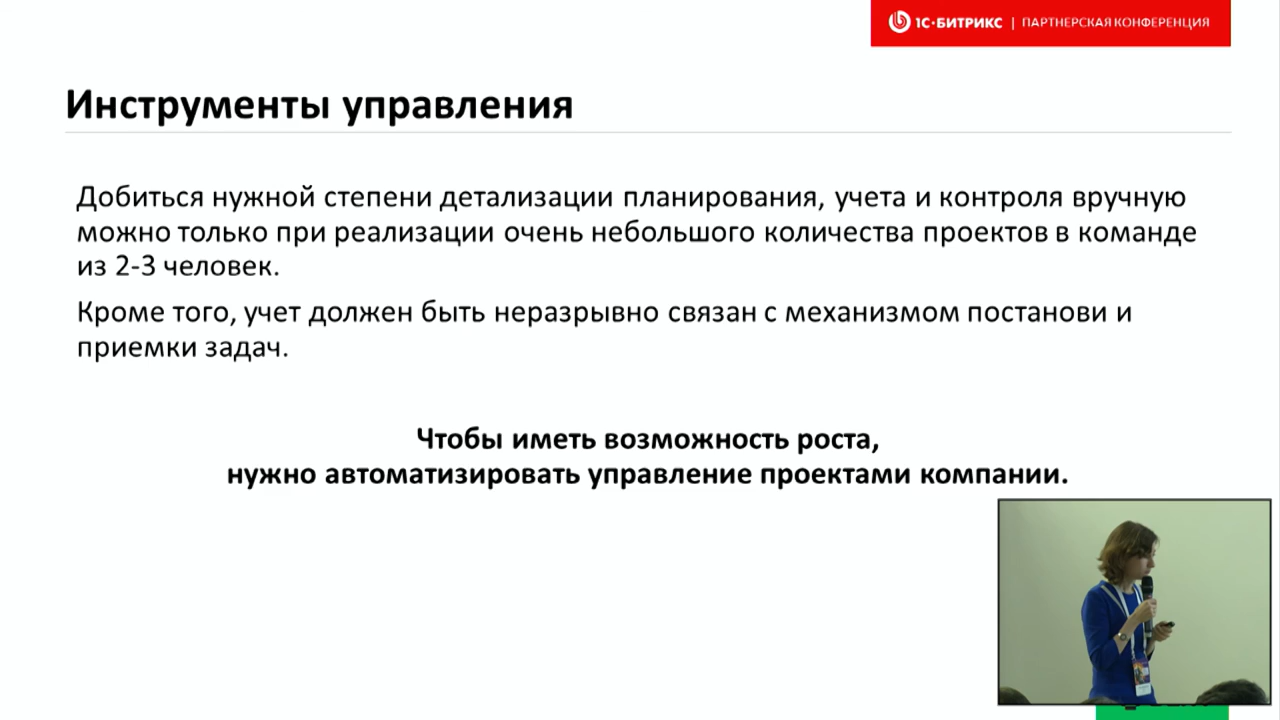 1С·БИТРИКС | ПАРТНЕРСКАЯ КОНФЕРЕНЦИЯ
Инструменты управления
Добиться нужной степени детализации планирования, учета и контроля вручную
можно только при реализации очень небольшого количества проектов в команде
из 2-3 человек.
Кроме того, учет должен быть неразрывно связан с механизмом постанови и
приемки задач.
Чтобы иметь возможность роста,
нужно автоматизировать управление проектами компании.